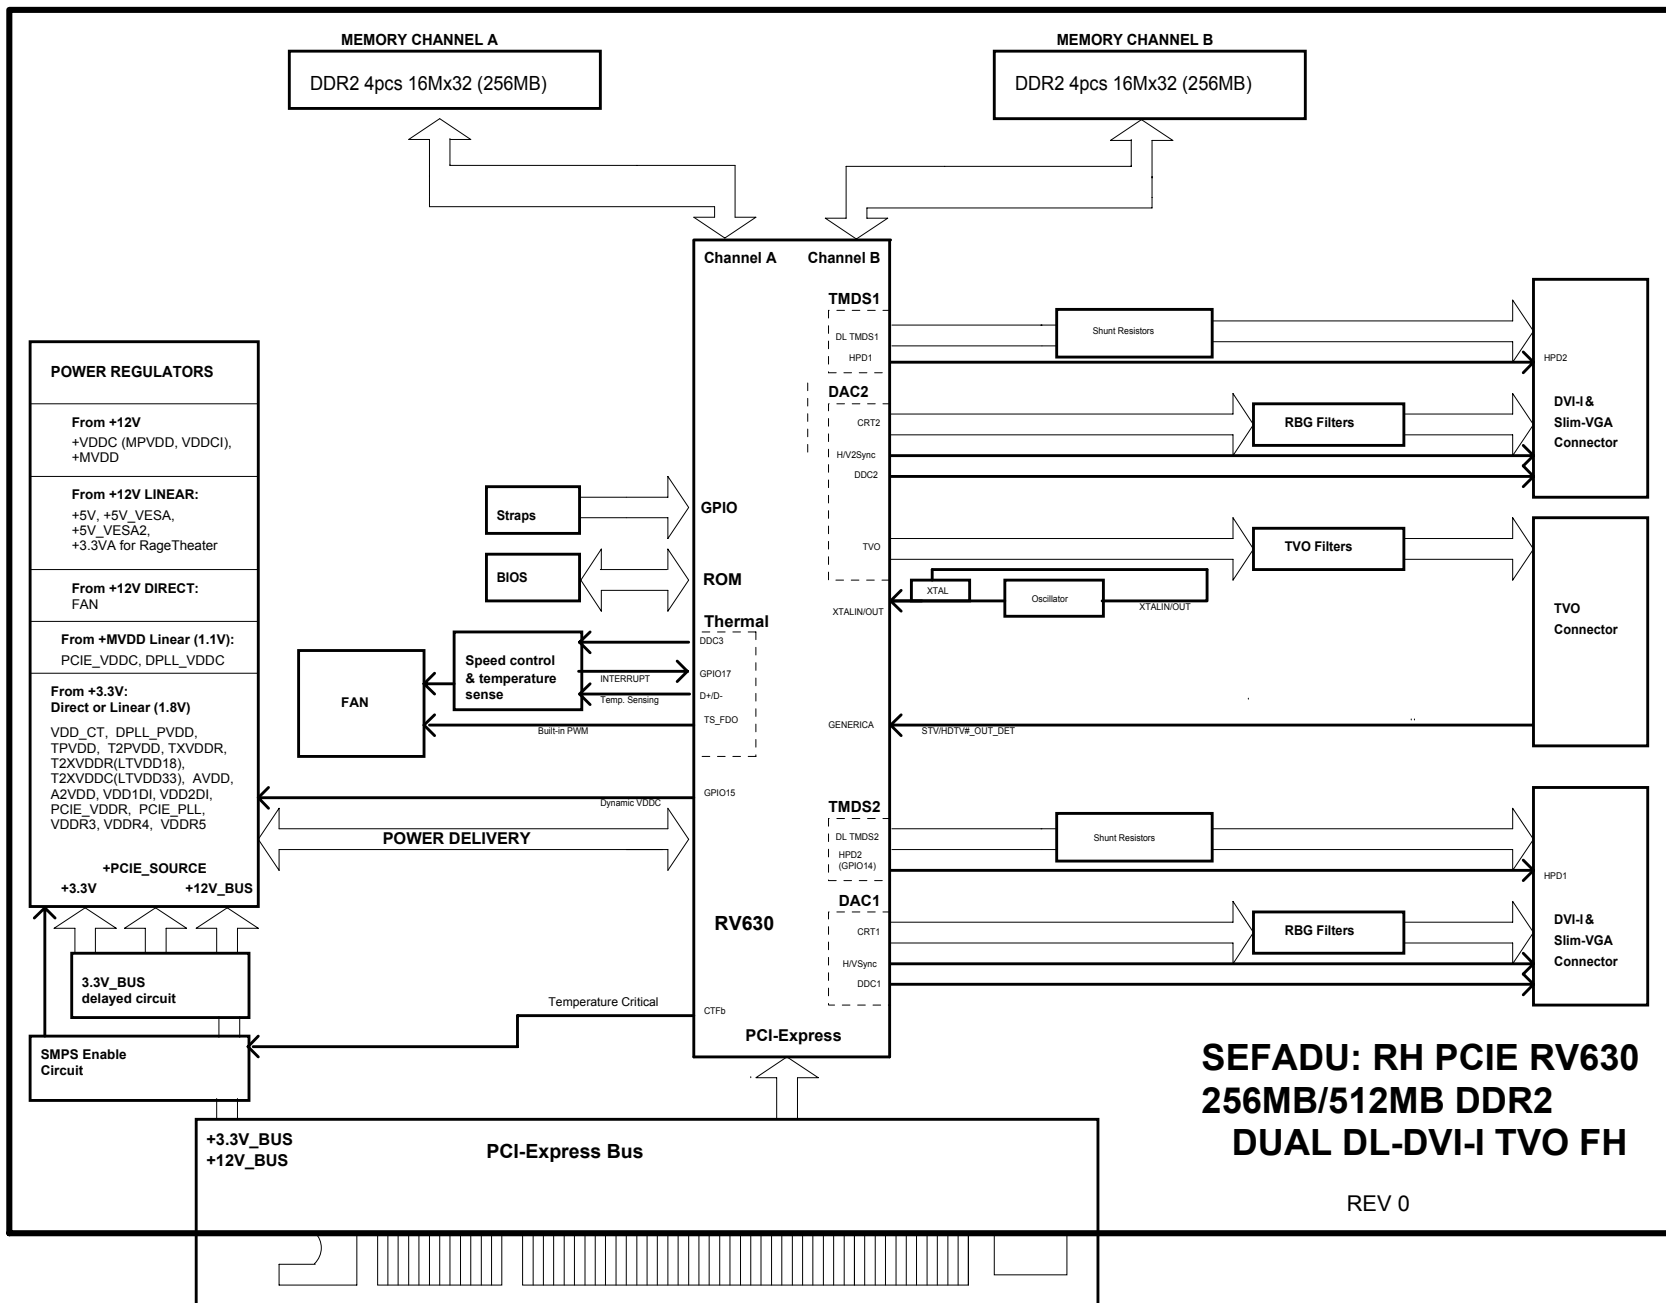 MEMORY CHANNEL A
DDR2 4pcs 16Mx32 (256MB)
MEMORY CHANNEL B
DDR2 4pcs 16Mx32 (256MB)
POWER REGULATORS
From +12V
+VDDC (MPVDD, VDDCI),
+MVDD
From +12V LINEAR:
+5V, +5V_VESA,
+5V_VESA2,
+3.3VA for RageTheater
From +12V DIRECT:
FAN
From +MVDD Linear (1.1V):
PCIE_VDDC, DPLL_VDDC
From +3.3V:
Direct or Linear (1.8V)
VDD_CT, DPLL_PVDD,
TPVDD, T2PVDD, TXVDDR,
T2XVDDR(LTVDD18),
T2XVDDC(LTVDD33), AVDD,
A2VDD, VDD1DI, VDD2DI,
PCIE_VDDR, PCIE_PLL,
VDDR3, VDDR4, VDDR5
+PCIE_SOURCE
+3.3V
+12V_BUS
3.3V_BUS
delayed circuit
SMPS Enable
Circuit
Straps
BIOS
FAN
Speed control
& temperature
sense
INTERRUPT
Temp. Sensing
Built-in PWM
Dynamic VDDC
POWER DELIVERY
Temperature Critical
Channel A
Channel B
GPIO
ROM
Thermal
DDC3
GPIO17
D+/D-
TS_FDO
GPIO15
RV630
CTFb
PCI-Express
TMDS1
DL TMDS1
HPD1
DAC2
CRT2
H/V2Sync
DDC2
TVO
XTALIN/OUT
GENERICA
TMDS2
DL TMDS2
HPD2
(GPIO14)
DAC1
CRT1
H/VSync
DDC1
Shunt Resistors
RBG Filters
TVO Filters
XTAL
Oscillator
XTALIN/OUT
STV/HDTV#_OUT_DET
Shunt Resistors
RBG Filters
HPD2
DVI-I &
Slim-VGA
Connector
TVO
Connector
HPD1
DVI-I &
Slim-VGA
Connector
+3.3V_BUS
+12V_BUS
PCI-Express Bus
SEFADU: RH PCIE RV630
256MB/512MB DDR2
DUAL DL-DVI-I TVO FH
REV 0